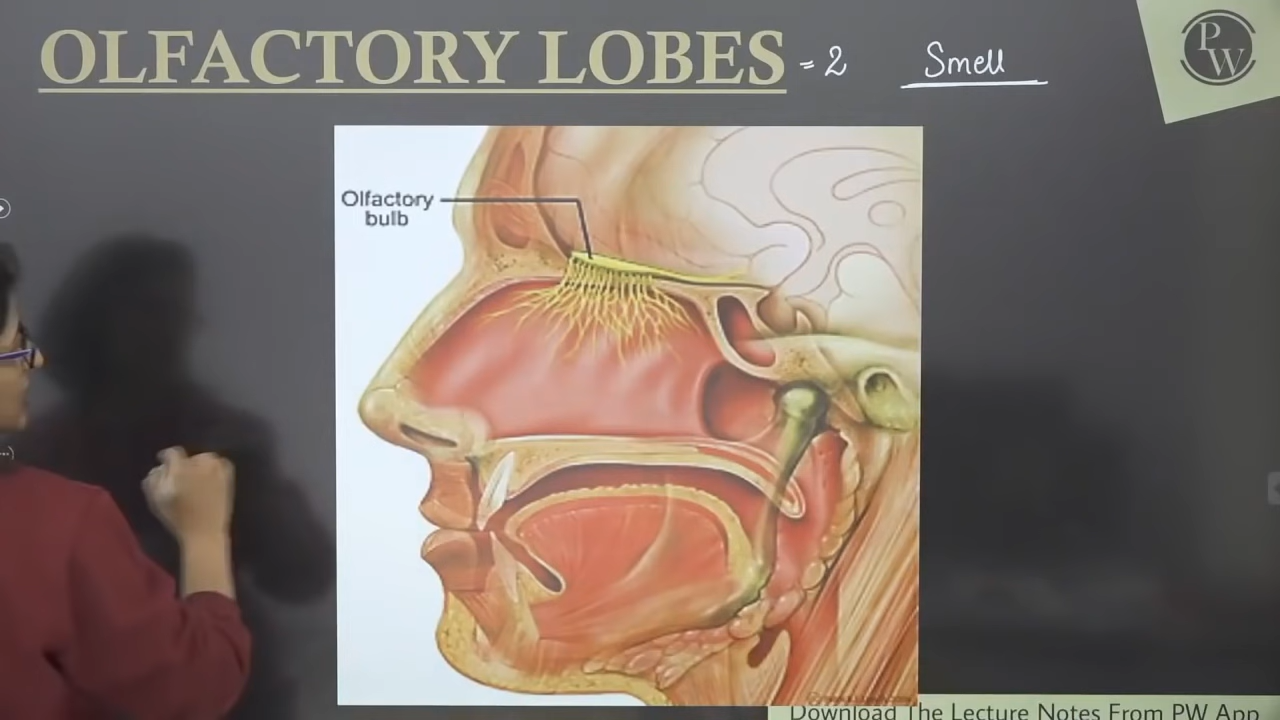 OLFACTORY LOBES = 2 Smell
PW
Olfactory
bulb
Download The Lecture Notes From PW App